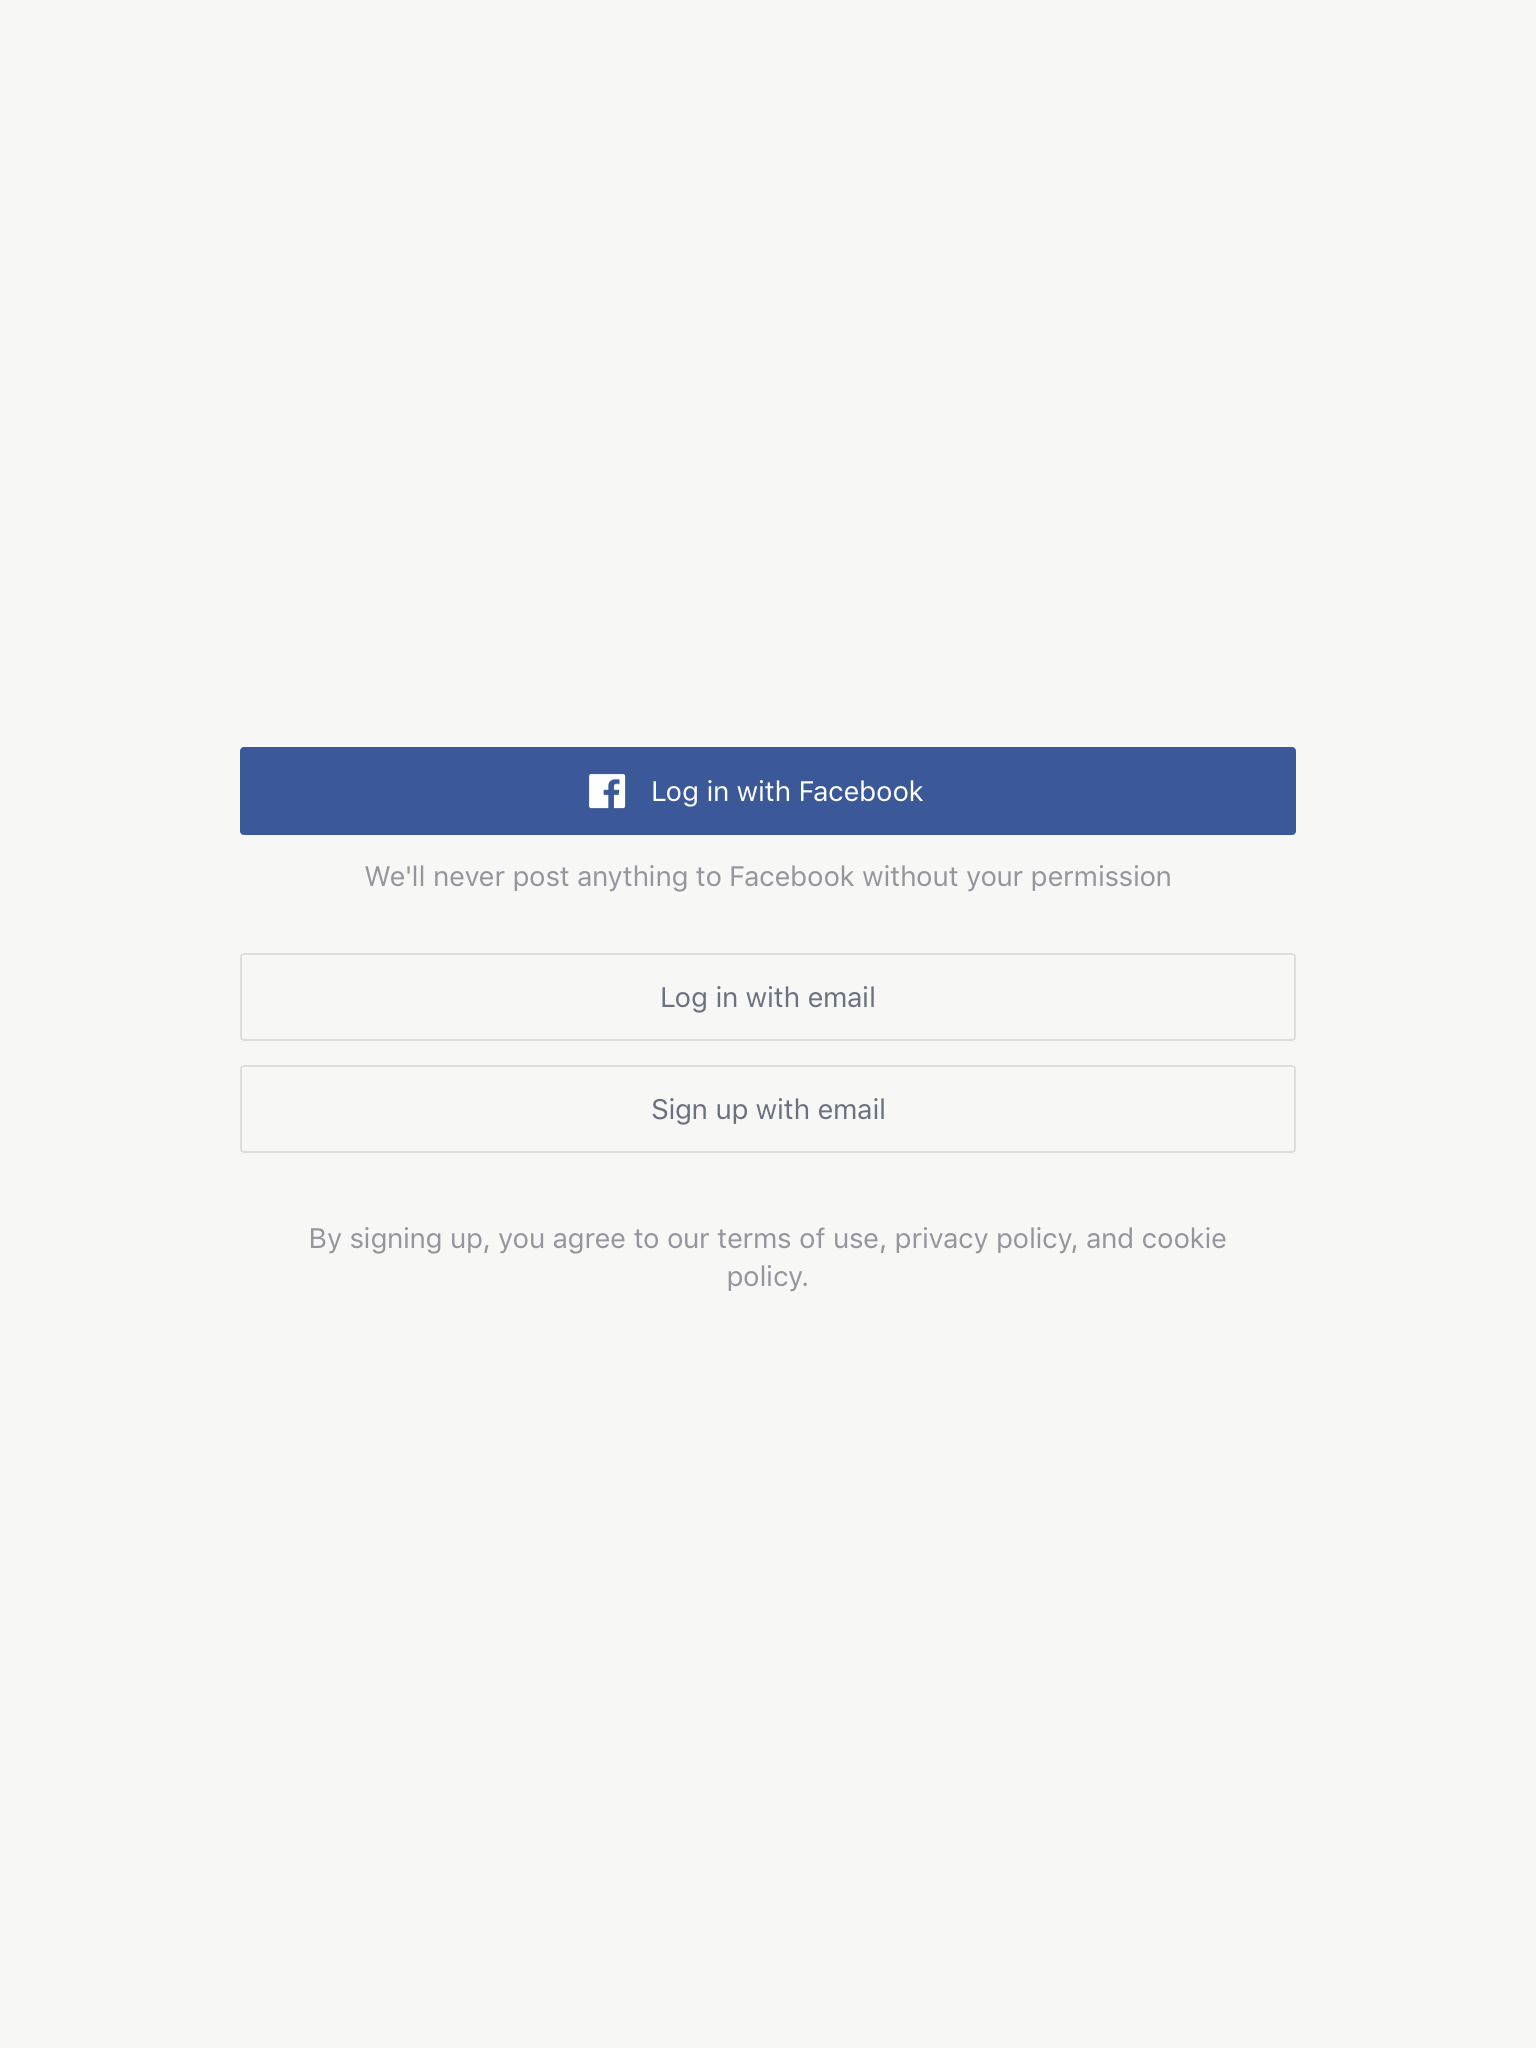 Log in with Facebook
We'll never post anything to Facebook without your permission
Log in with email
Sign up with email
By signing up, you agree to our terms of use, privacy policy, and cookie
policy.